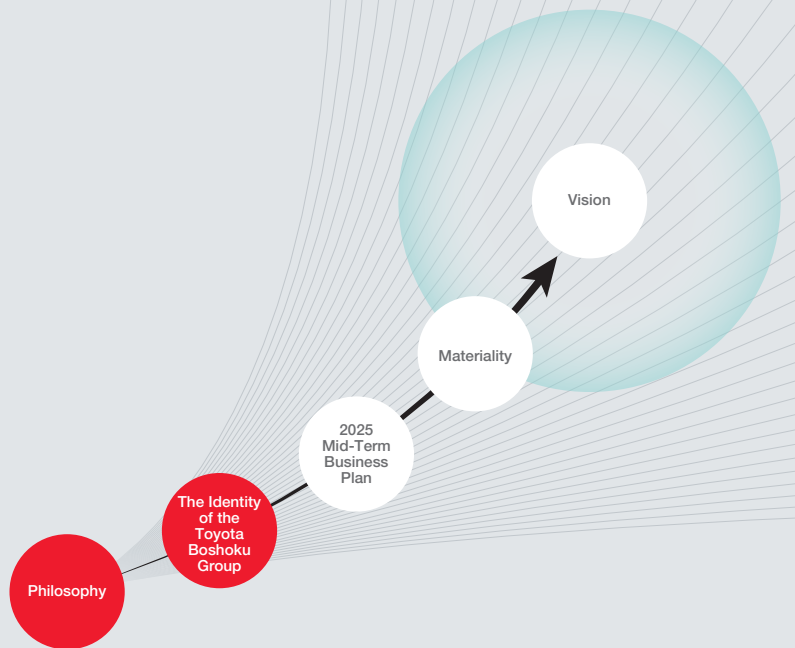 Vision
Materiality
2025
Mid-Term
Business
Plan
The Identity
of the
Toyota
Boshoku
Group
Philosophy